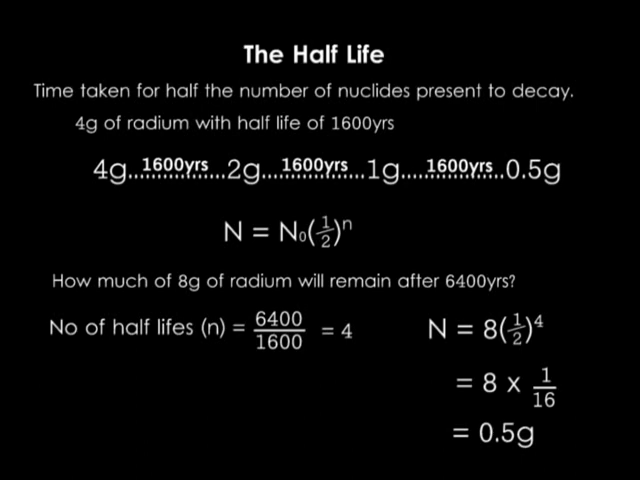 The Half Life
Time taken for half the number of nuclides present to decay.
4g of radium with half life of 1600yrs
4g..1600yrs...2g...1600yrs...1g....1600yrs..0.5g
N = N₀(1/2)ⁿ
How much of 8g of radium will remain after 6400yrs?
No of half lifes (n) = 6400/1600 = 4
N = 8(1/2)⁴
= 8 x 1/16
= 0.5g